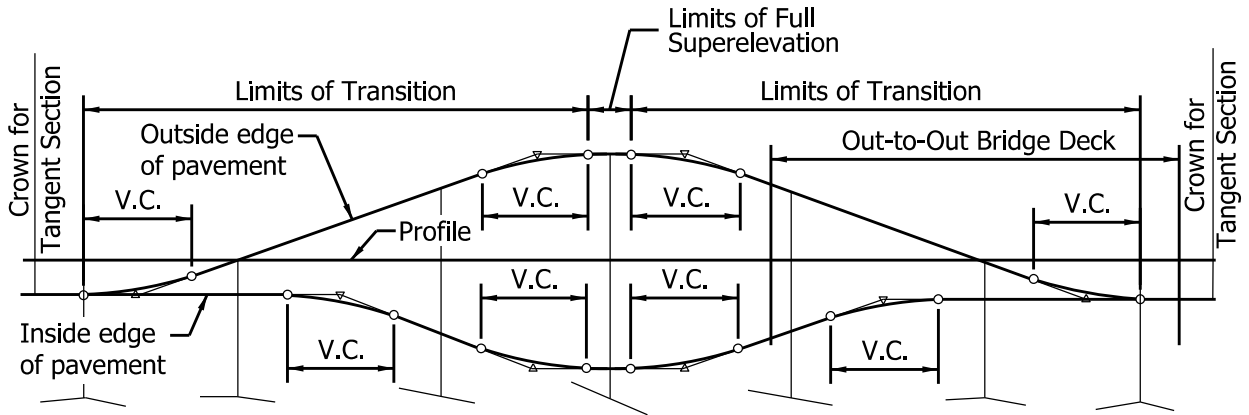 Limits of Full
Superelevation
Crown for
Tangent Section
Limits of Transition
Limits of Transition
Crown for
Tangent Section
Outside edge
of pavement
Out-to-Out Bridge Deck
V.C.
V.C.
V.C.
V.C.
Profile
V.C.
V.C.
Inside edge
of pavement
V.C.
V.C.